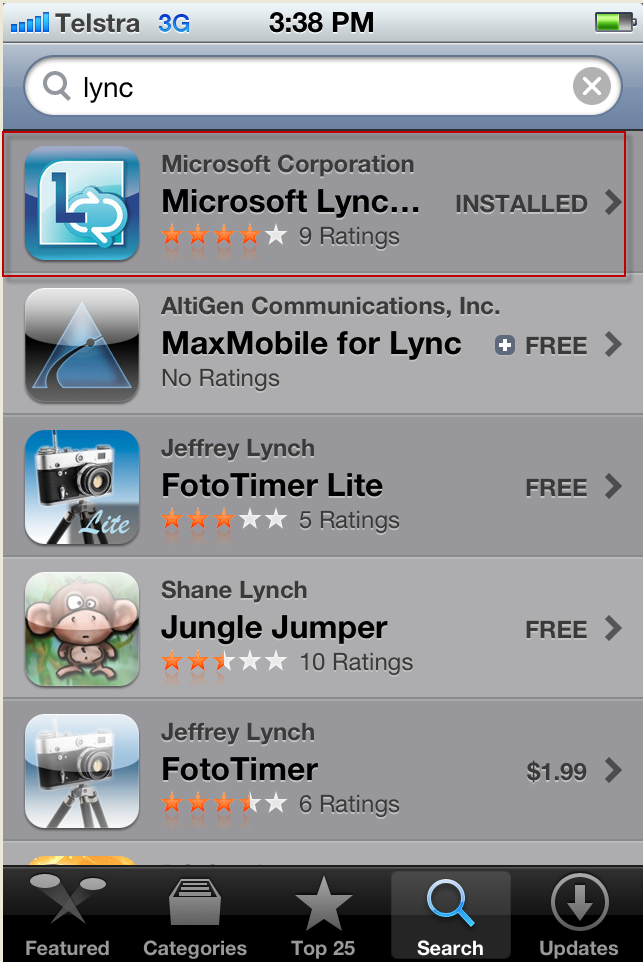 Telstra 3G 3:38 PM
lync
Microsoft Corporation
Microsoft Lync... INSTALLED
9 Ratings
AltiGen Communications, Inc.
MaxMobile for Lync FREE
No Ratings
Jeffrey Lynch
FotoTimer Lite FREE
Lite
5 Ratings
Shane Lynch
Jungle Jumper FREE
10 Ratings
Jeffrey Lynch
FotoTimer $1.99
6 Ratings
Featured Categories Top 25 Search Updates